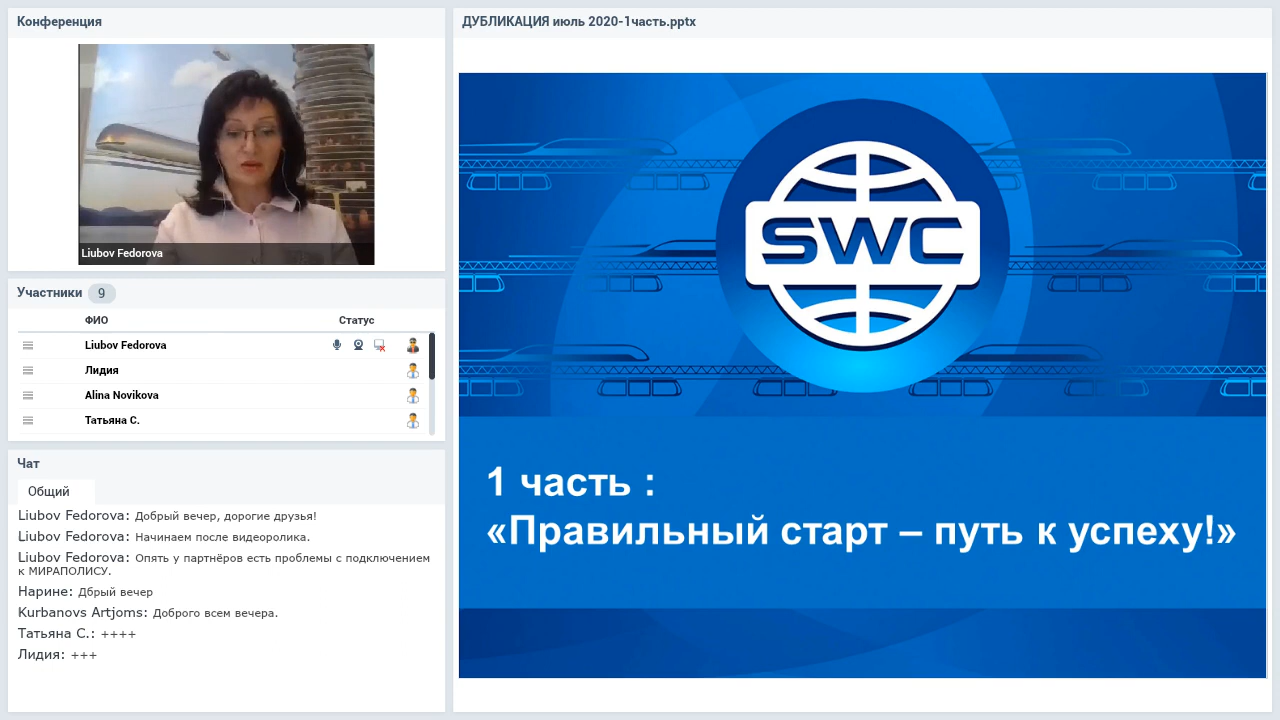 Конференция
Liubov Fedorova
Участники 9
ФИО Статус
Liubov Fedorova
Лидия
Alina Novikova
Татьяна С.
Чат
Общий
Liubov Fedorova: Добрый вечер, дорогие друзья!
Liubov Fedorova: Начинаем после видеоролика.
Liubov Fedorova: Опять у партнёров есть проблемы с подключением
к МИРАПОЛИСУ.
Нарине: Дбрый вечер
Kurbanovs Artjoms: Доброго всем вечера.
Татьяна С.: ++++
Лидия: +++
ДУБЛИКАЦИЯ июль 2020-1часть.pptx
SWC
1 часть :
«Правильный старт – путь к успеху!»